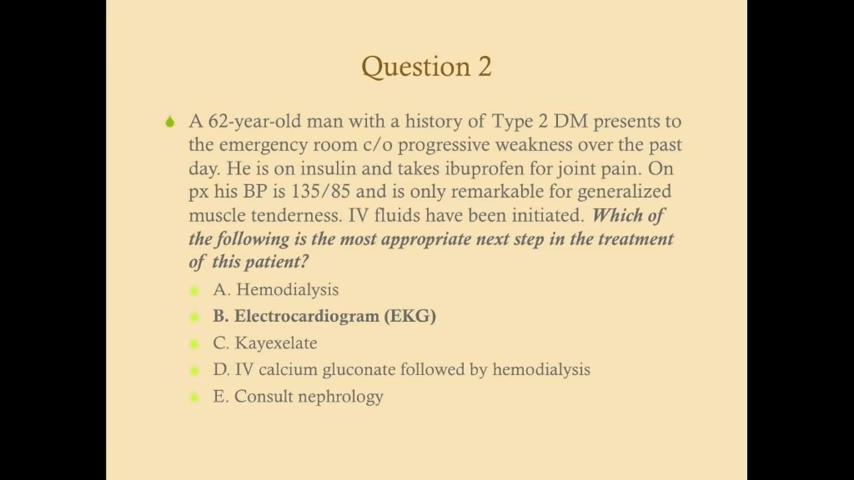 Question 2
A 62-year-old man with a history of Type 2 DM presents to
the emergency room c/o progressive weakness over the past
day. He is on insulin and takes ibuprofen for joint pain. On
px his BP is 135/85 and is only remarkable for generalized
muscle tenderness. IV fluids have been initiated. Which of
the following is the most appropriate next step in the treatment
of this patient?
A. Hemodialysis
B. Electrocardiogram (EKG)
C. Kayexelate
D. IV calcium gluconate followed by hemodialysis
E. Consult nephrology